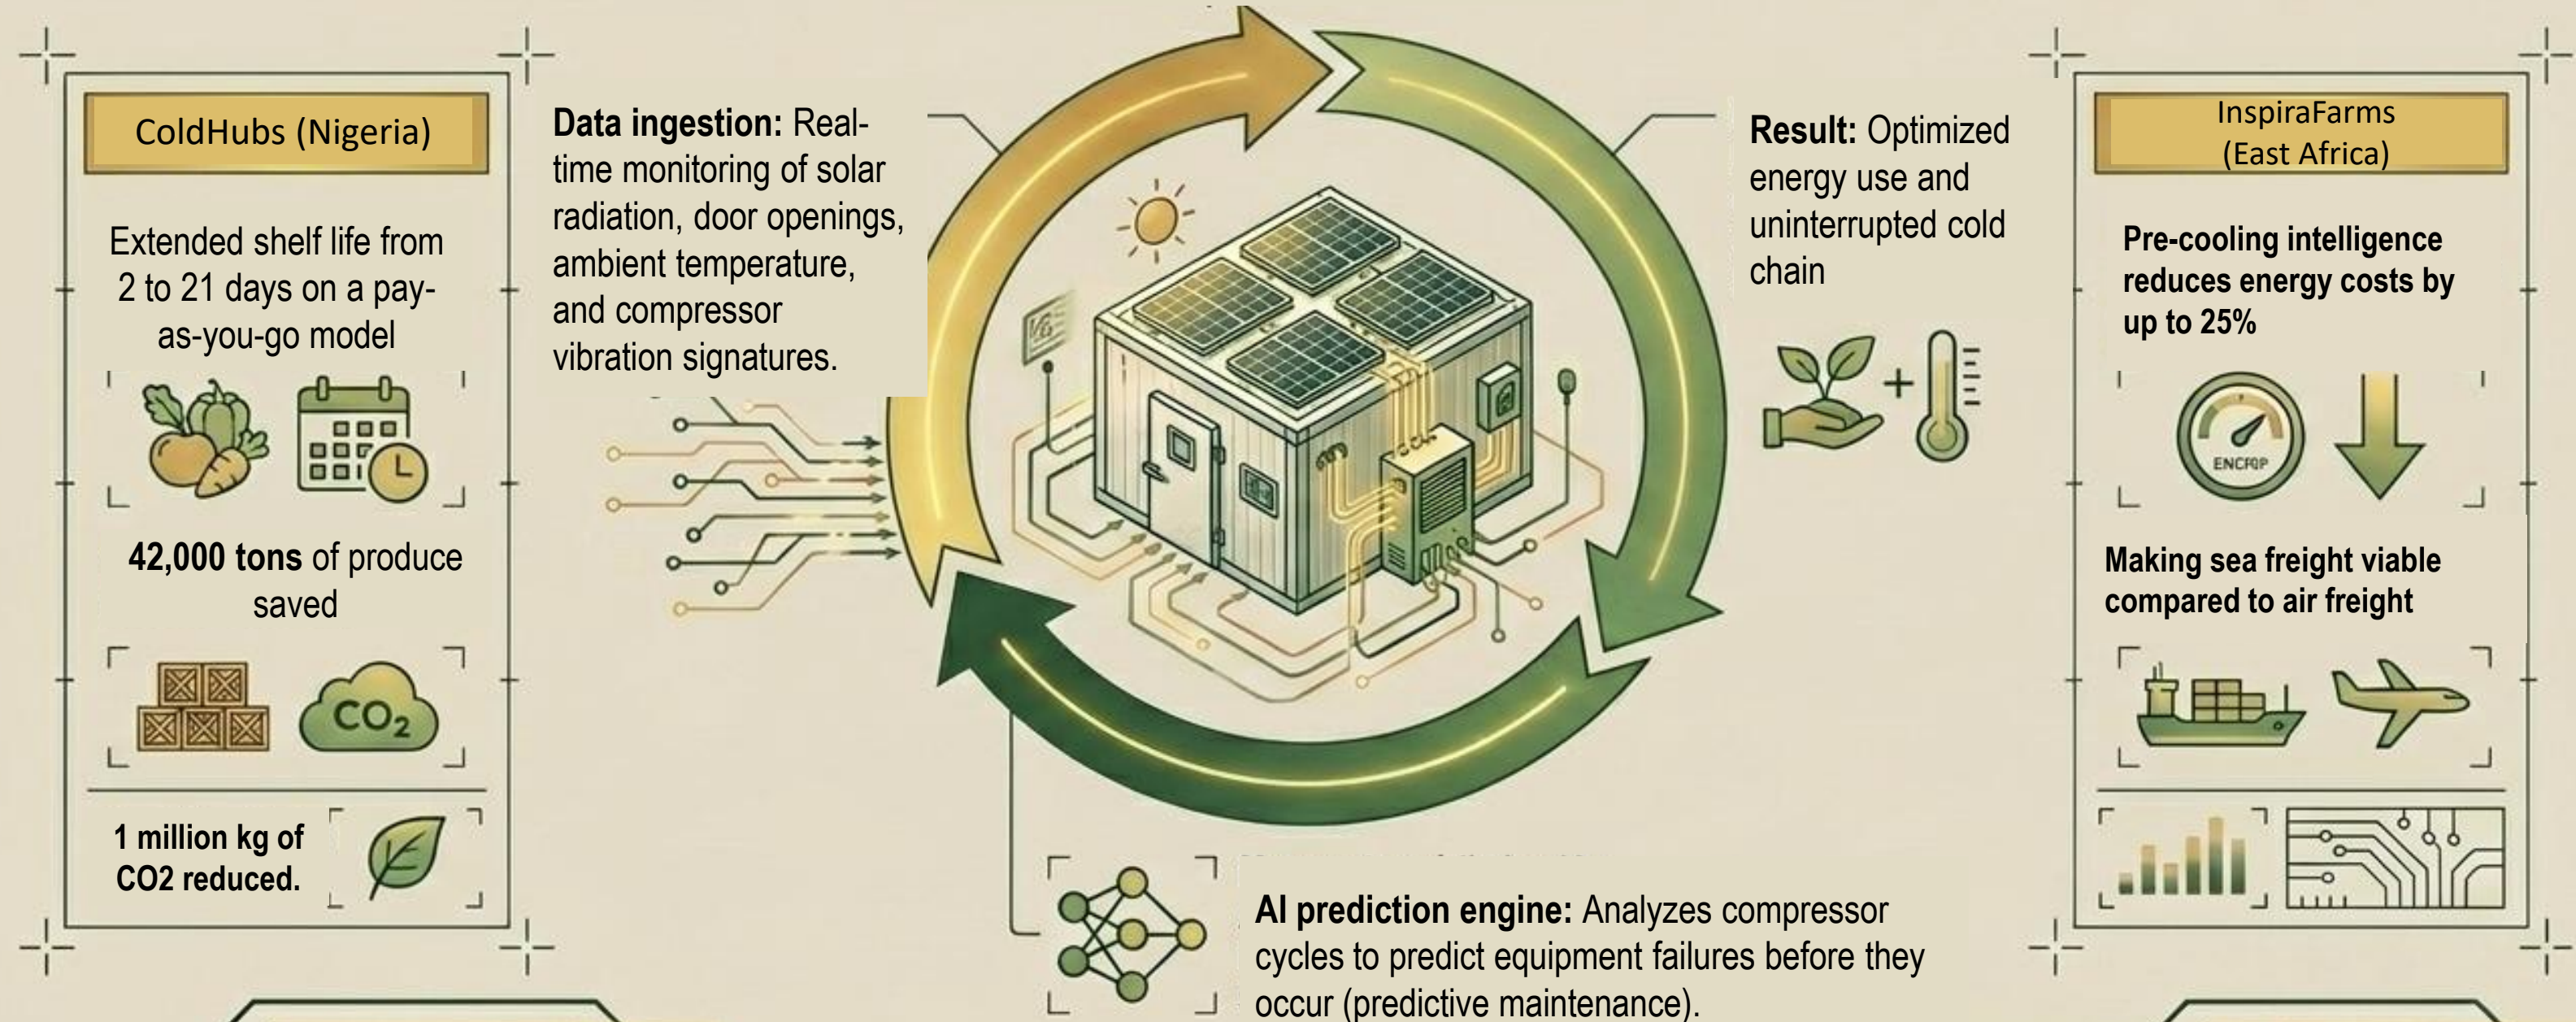 ColdHubs (Nigeria)
Extended shelf life from
2 to 21 days on a pay-
as-you-go model
42,000 tons of produce
saved
CO₂
1 million kg of
CO2 reduced.
Data ingestion: Real-
time monitoring of solar
radiation, door openings,
ambient temperature,
and compressor
vibration signatures.
Result: Optimized
energy use and
uninterrupted cold
chain
AI prediction engine: Analyzes compressor
cycles to predict equipment failures before they
occur (predictive maintenance).
InspiraFarms
(East Africa)
Pre-cooling intelligence
reduces energy costs by
up to 25%
Making sea freight viable
compared to air freight